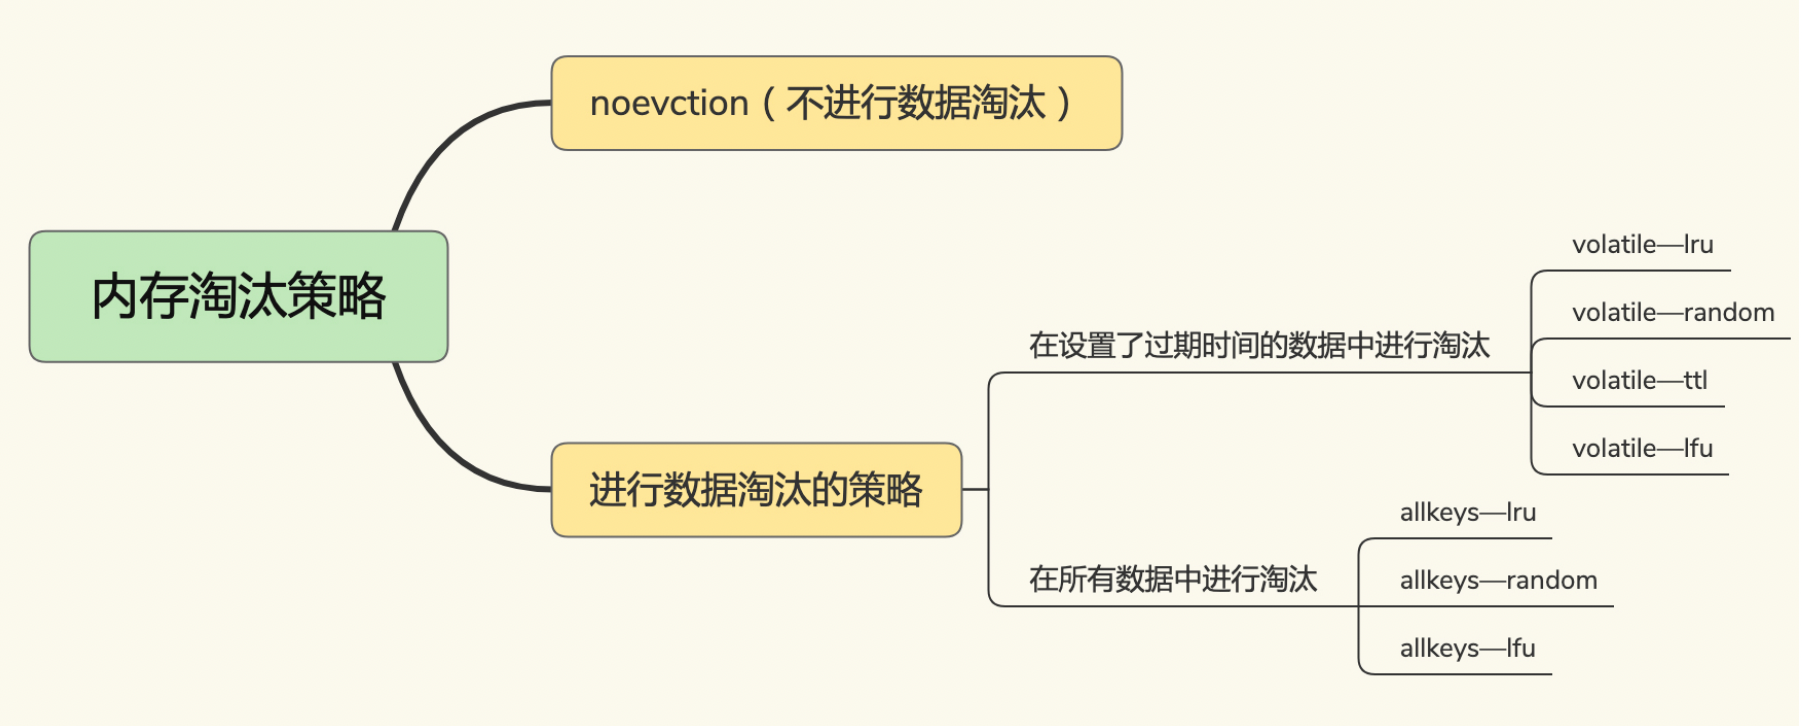 内存淘汰策略
noevction（不进行数据淘汰）
进行数据淘汰的策略
在设置了过期时间的数据中进行淘汰
volatile—lru
volatile—random
volatile—ttl
volatile—lfu
在所有数据中进行淘汰
allkeys—lru
allkeys—random
allkeys—lfu